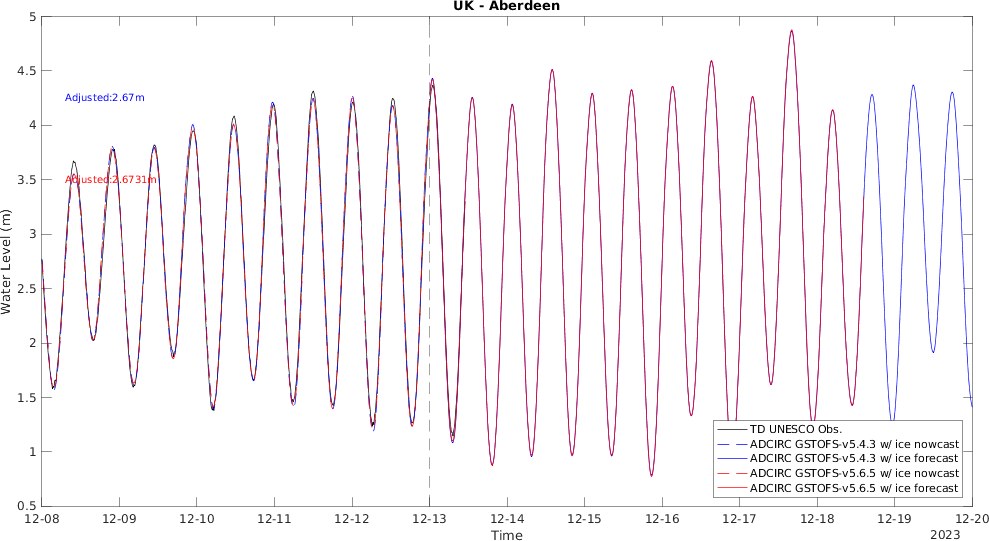 UK - Aberdeen
5
4.5
4
3.5
3
2.5
2
1.5
1
0.5
Water Level (m)
Adjusted:2.67m
Adjusted:2.6731m
TD UNESCO Obs.
ADCIRC GSTOFS-v5.4.3 w/ ice nowcast
ADCIRC GSTOFS-v5.4.3 w/ ice forecast
ADCIRC GSTOFS-v5.6.5 w/ ice nowcast
ADCIRC GSTOFS-v5.6.5 w/ ice forecast
12-08 12-09 12-10 12-11 12-12 12-13 12-14 12-15 12-16 12-17 12-18 12-19 12-20
Time
2023